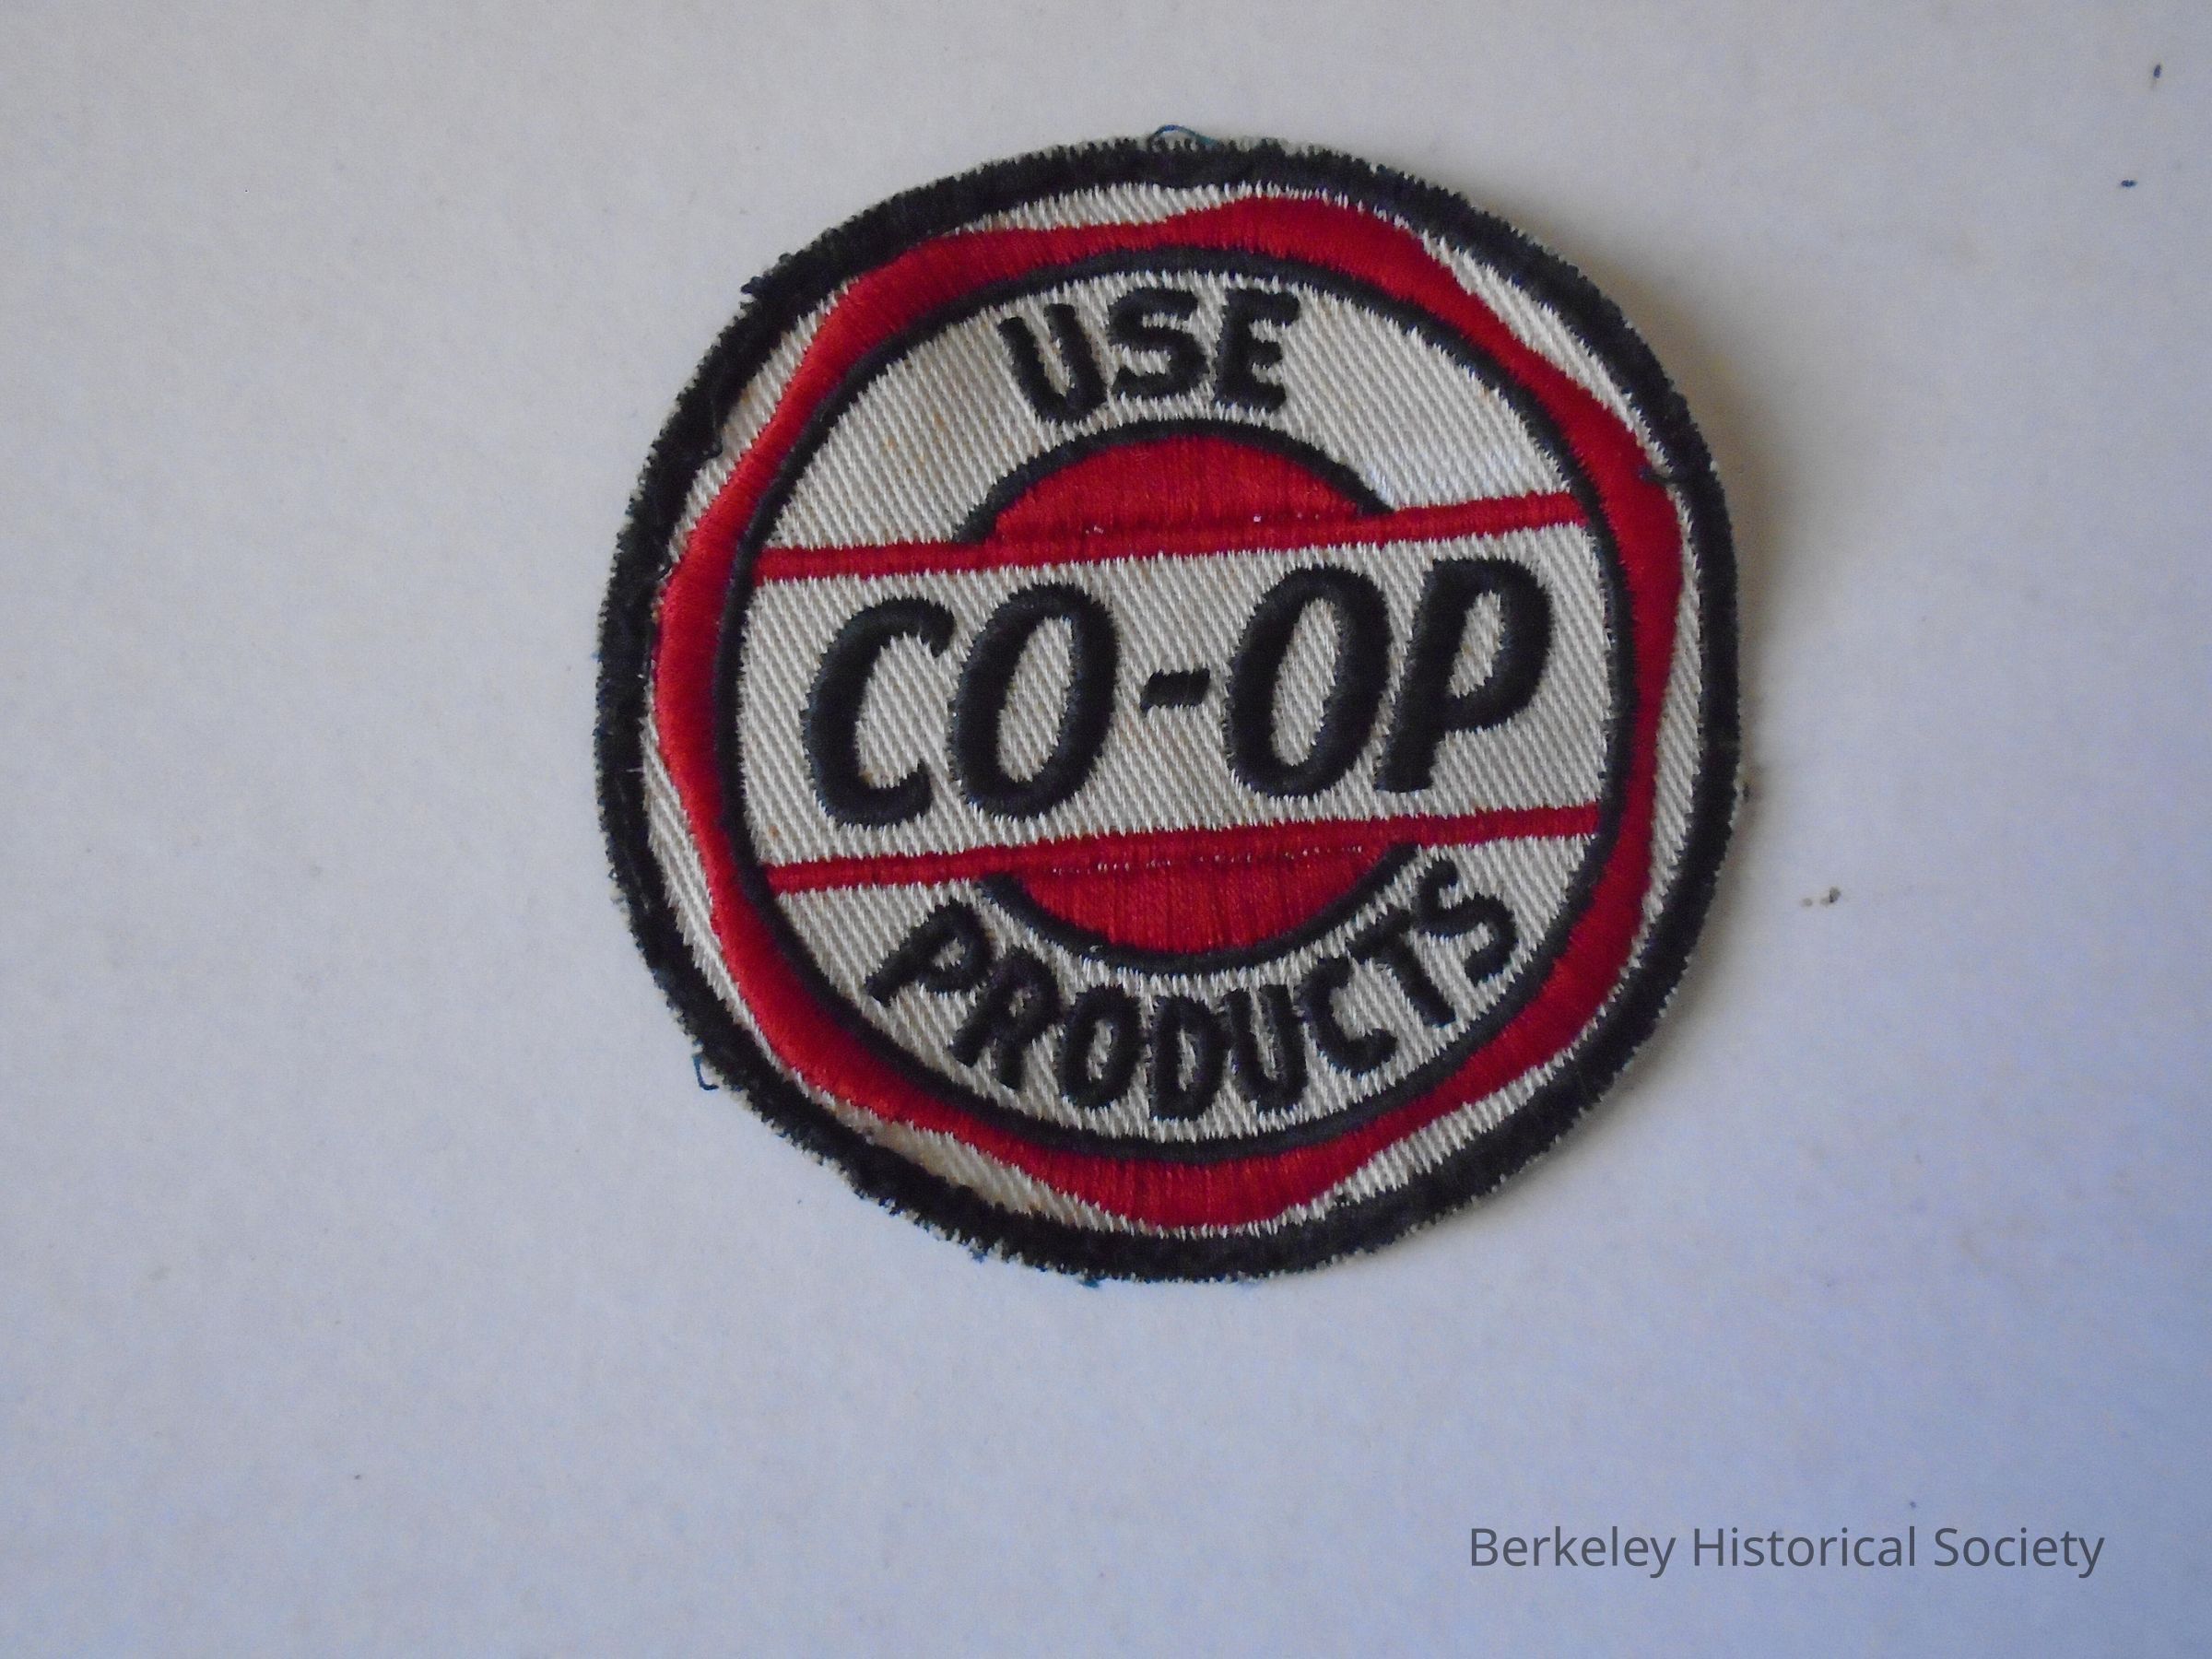 USE
CO-OP
PRODUCTS
Berkeley Historical Society